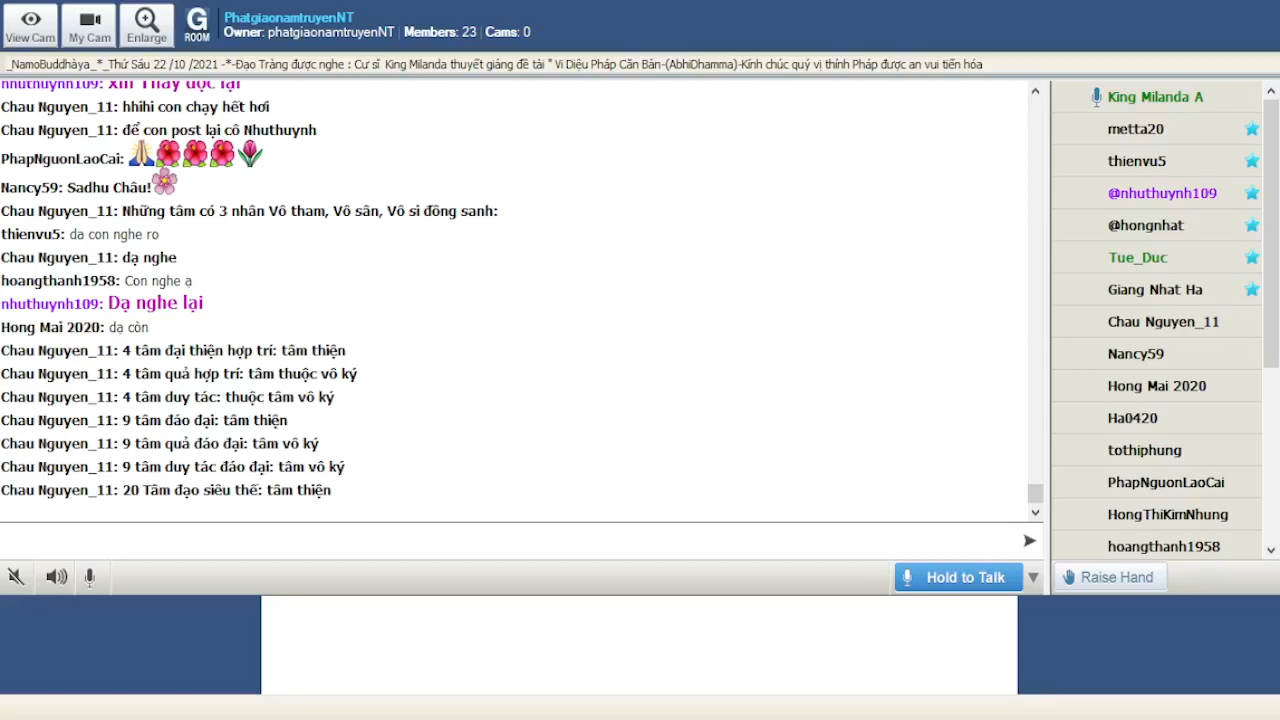 View Cam
My Cam
Enlarge
G
ROOM
PhatgiaonamtruyenNT
Owner: phatgiaonamtruyenNT | Members: 23 | Cams: 0
_NamoBuddhàya_*_Thứ Sáu 22 /10 /2021 -*-Đạo Tràng được nghe : Cư sĩ King Milanda thuyết giảng đề tài " Vi Diệu Pháp Căn Bản-(AbhiDhamma)-Kính chúc quý vị thính Pháp được an vui tiến hóa
nhuthuynh109: Xin Thầy đọc lại
Chau Nguyen_11: hhihi con chạy hết hơi
Chau Nguyen_11: để con post lại cô Nhuthuynh
PhapNguonLaoCai:
Nancy59: Sadhu Châu!
Chau Nguyen_11: Những tâm có 3 nhân Vô tham, Vô sân, Vô si đồng sanh:
thienvu5: da con nghe ro
Chau Nguyen_11: dạ nghe
hoangthanh1958: Con nghe ạ
nhuthuynh109: Dạ nghe lại
Hong Mai 2020: dạ còn
Chau Nguyen_11: 4 tâm đại thiện hợp trí: tâm thiện
Chau Nguyen_11: 4 tâm quả hợp trí: tâm thuộc vô ký
Chau Nguyen_11: 4 tâm duy tác: thuộc tâm vô ký
Chau Nguyen_11: 9 tâm đáo đại: tâm thiện
Chau Nguyen_11: 9 tâm quả đáo đại: tâm vô ký
Chau Nguyen_11: 9 tâm duy tác đáo đại: tâm vô ký
Chau Nguyen_11: 20 Tâm đạo siêu thế: tâm thiện
King Milanda A
metta20
thienvu5
@nhuthuynh109
@hongnhat
Tue_Duc
Giang Nhat Ha
Chau Nguyen_11
Nancy59
Hong Mai 2020
Ha0420
tothiphung
PhapNguonLaoCai
HongThiKimNhung
hoangthanh1958
Hold to Talk
Raise Hand